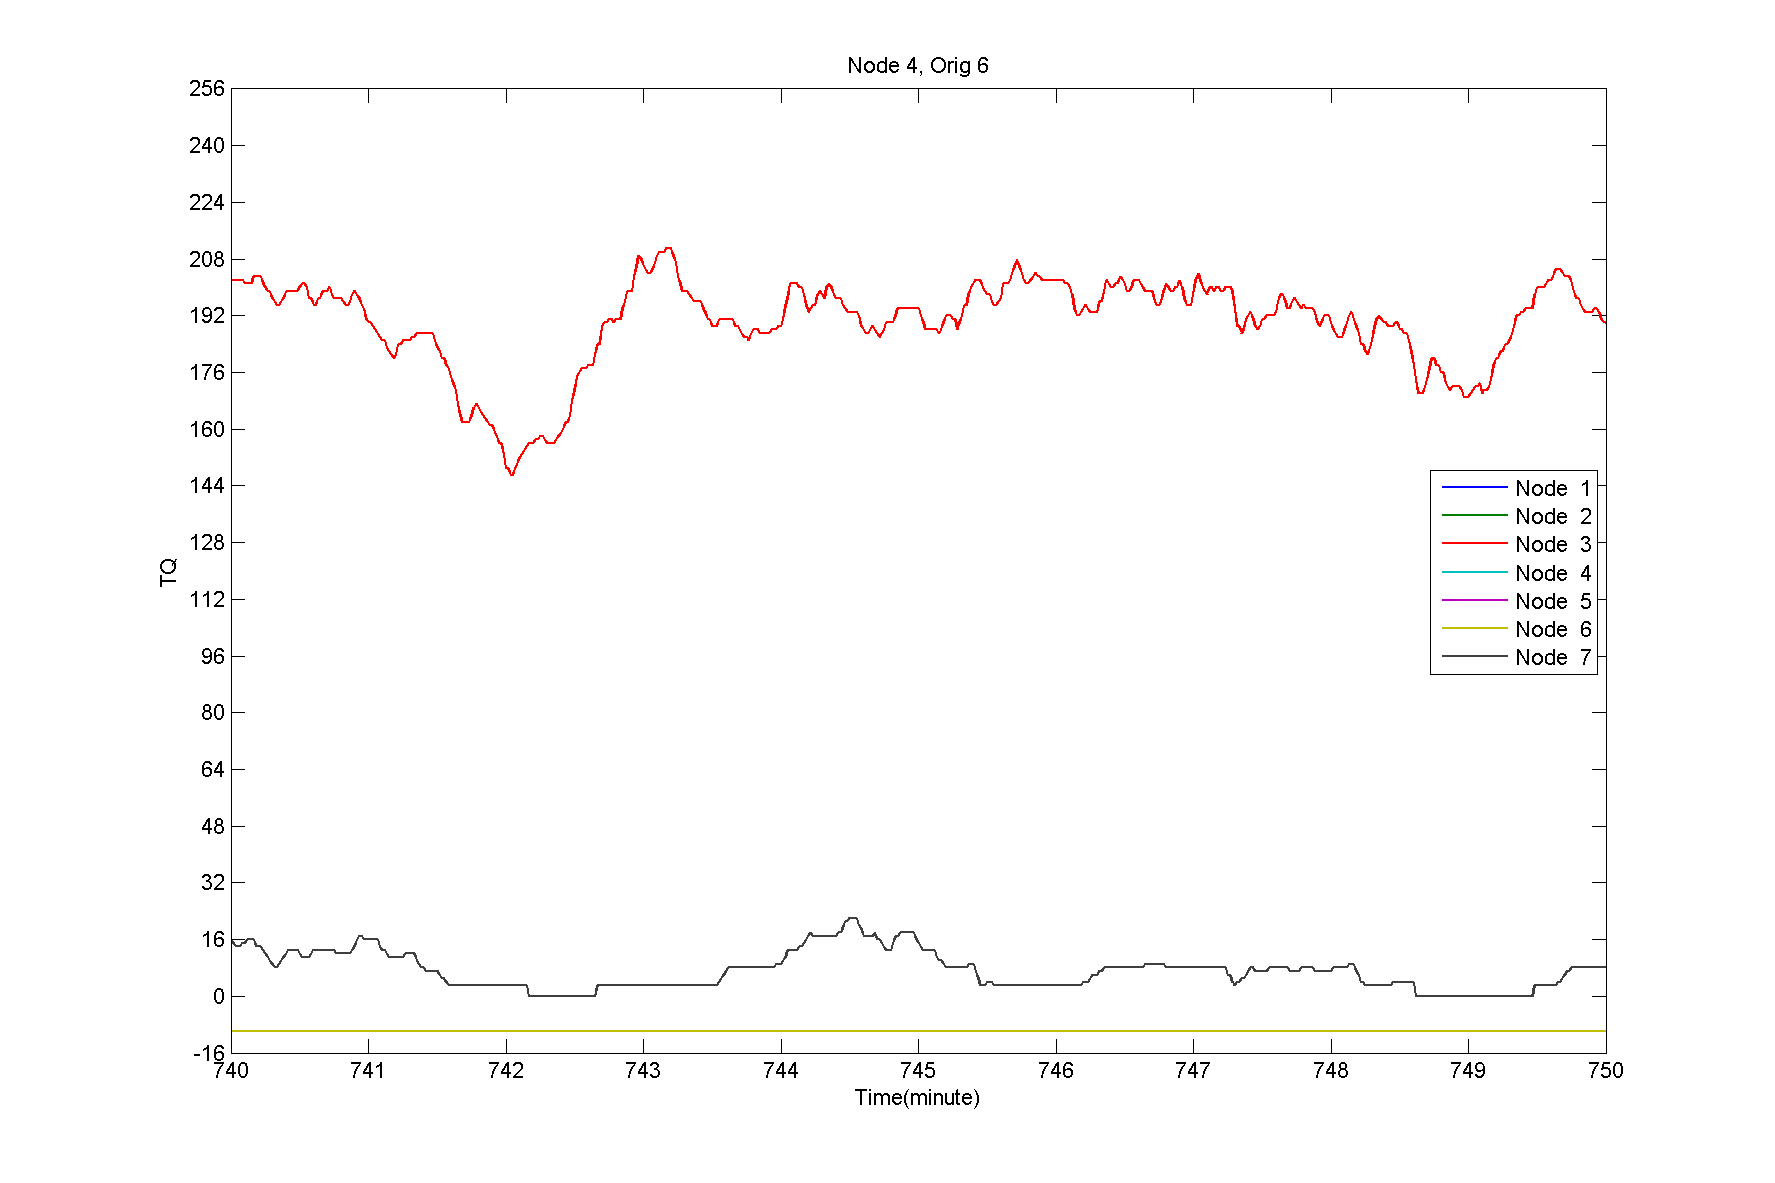 Node 4, Orig 6
256
240
224
208
192
176
160
144
128
112
96
80
64
48
32
16
0
-16
TQ
Node 1
Node 2
Node 3
Node 4
Node 5
Node 6
Node 7
740 741 742 743 744 745 746 747 748 749 750
Time(minute)